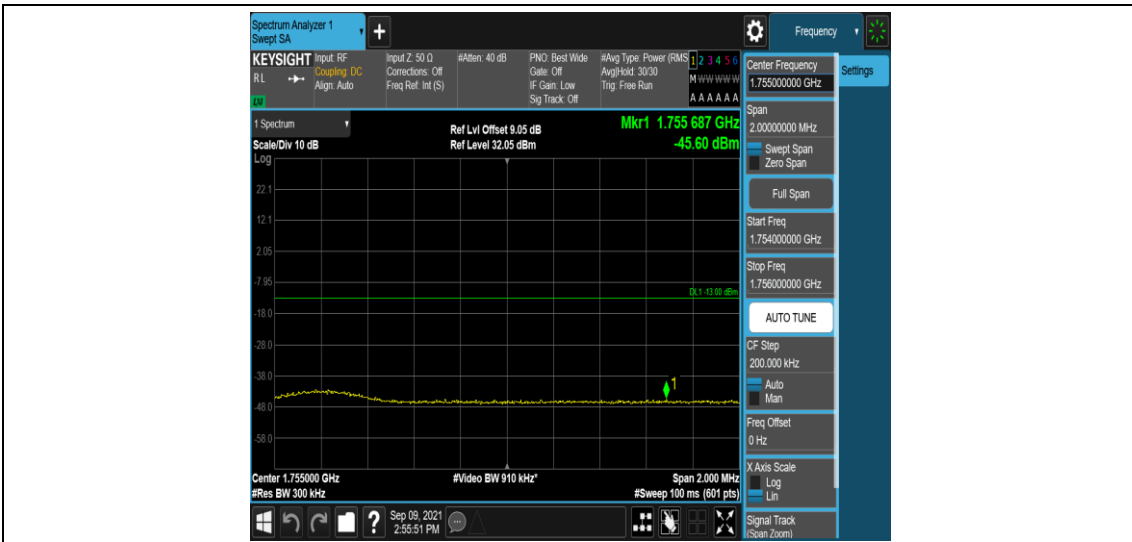 Spectrum Analyzer 1
Swept SA
+
Frequency
KEYSIGHT
RL
LXI
Input: RF
Coupling: DC
Align: Auto
Input Z: 50 Ω
Corrections: Off
Freq Ref: Int (S)
#Atten: 40 dB
PNO: Best Wide
Gate: Off
IF Gain: Low
Sig Track: Off
#Avg Type: Power (RMS
Avg|Hold: 30/30
Trig: Free Run
1 2 3 4 5 6
M W W W W W
A A A A A A
1 Spectrum
Scale/Div 10 dB
Ref Lvl Offset 9.05 dB
Ref Level 32.05 dBm
Mkr1 1.755 687 GHz
-45.60 dBm
Log
22.1
12.1
2.05
-7.95
DL1 -13.00 dBm
-18.0
-28.0
-38.0
1
-48.0
-58.0
Center 1.755000 GHz
#Res BW 300 kHz
#Video BW 910 kHz*
Span 2.000 MHz
#Sweep 100 ms (601 pts)
Center Frequency
1.755000000 GHz
Settings
Span
2.00000000 MHz
Swept Span
Zero Span
Full Span
Start Freq
1.754000000 GHz
Stop Freq
1.756000000 GHz
AUTO TUNE
CF Step
200.000 kHz
Auto
Man
Freq Offset
0 Hz
X Axis Scale
Log
Lin
Signal Track
(Span Zoom)
?
Sep 09, 2021
2:55:51 PM